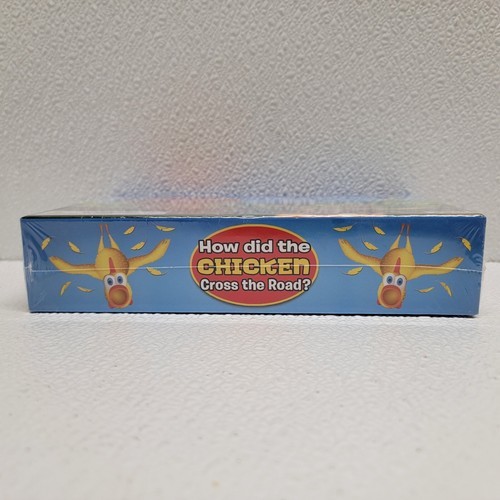 How did the
CHICKEN
Cross the Road?